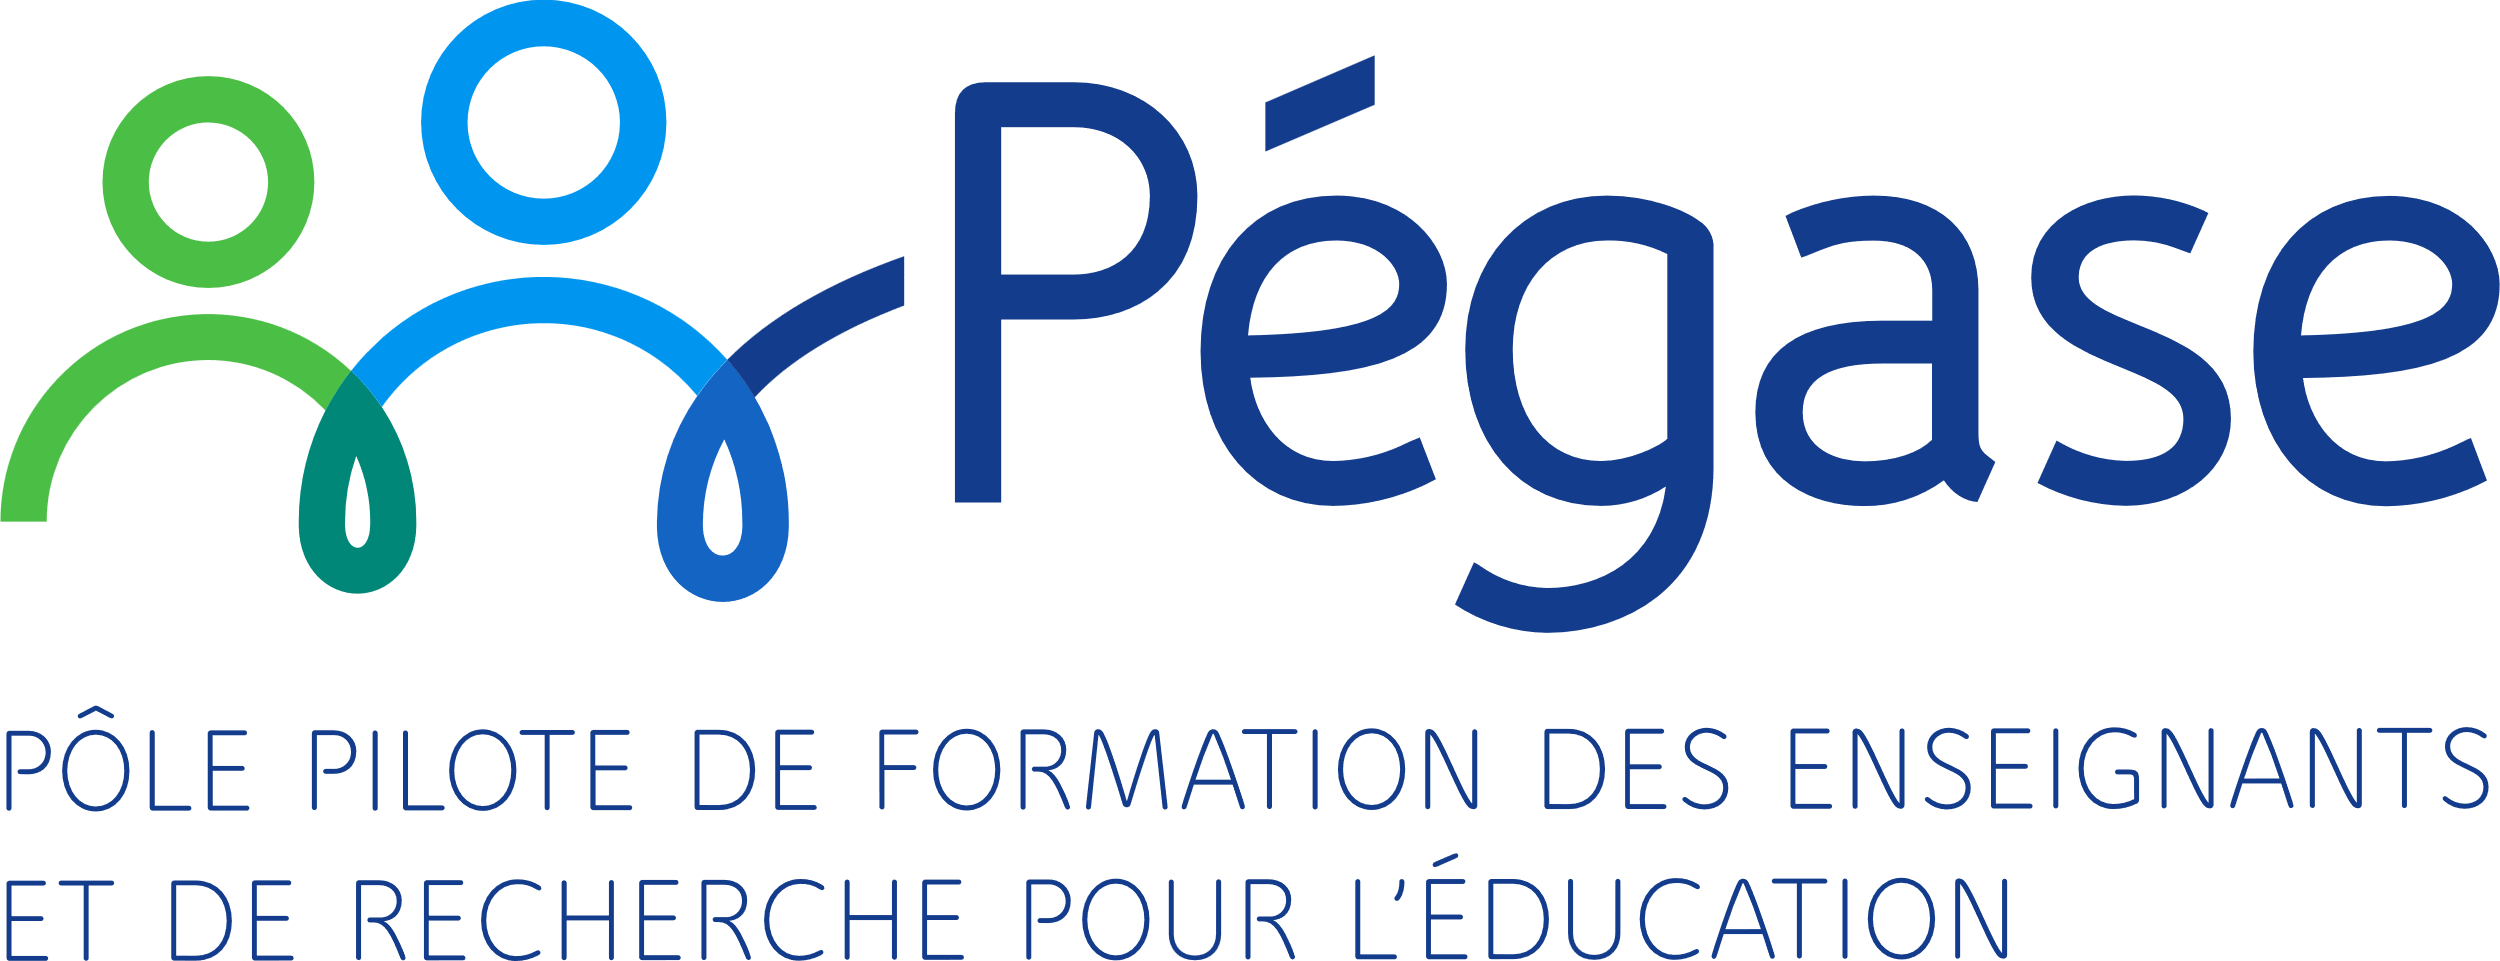 Pégase
PÔLE PILOTE DE FORMATION DES ENSEIGNANTS
ET DE RECHERCHE POUR L'ÉDUCATION